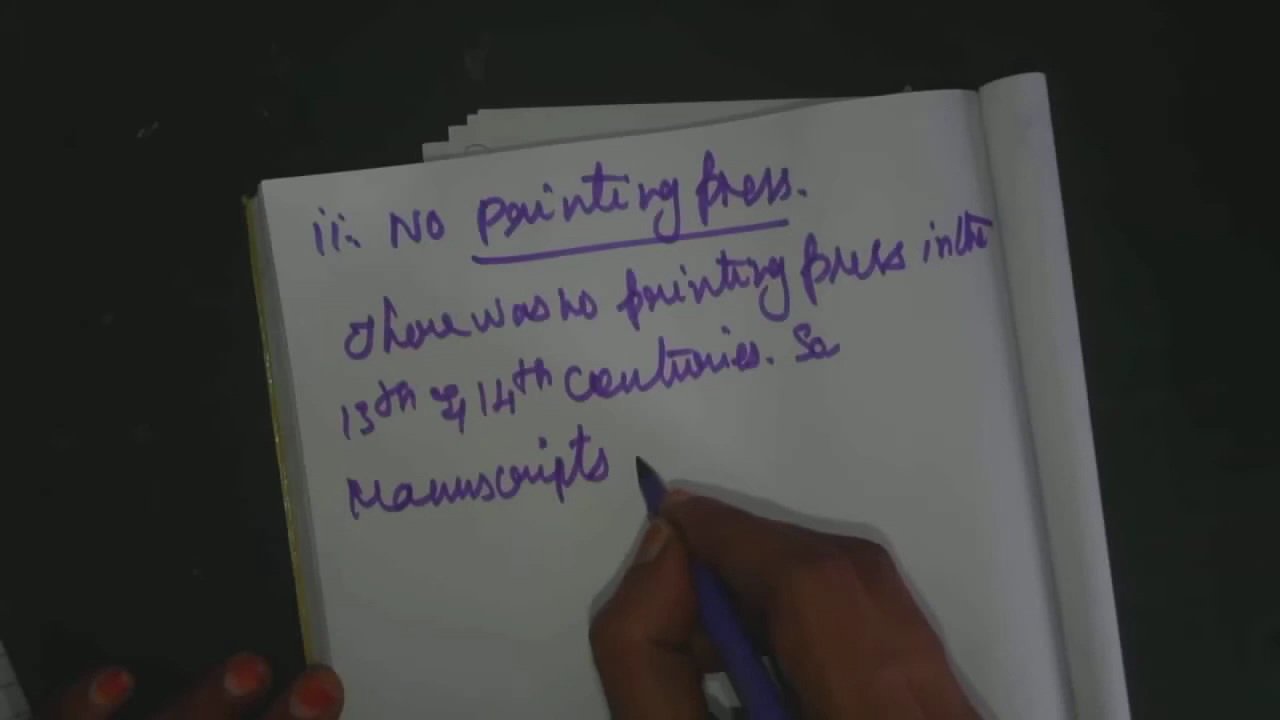 ii. No printing press.
There was no printing press in the
13th & 14th centuries. So
Manuscripts